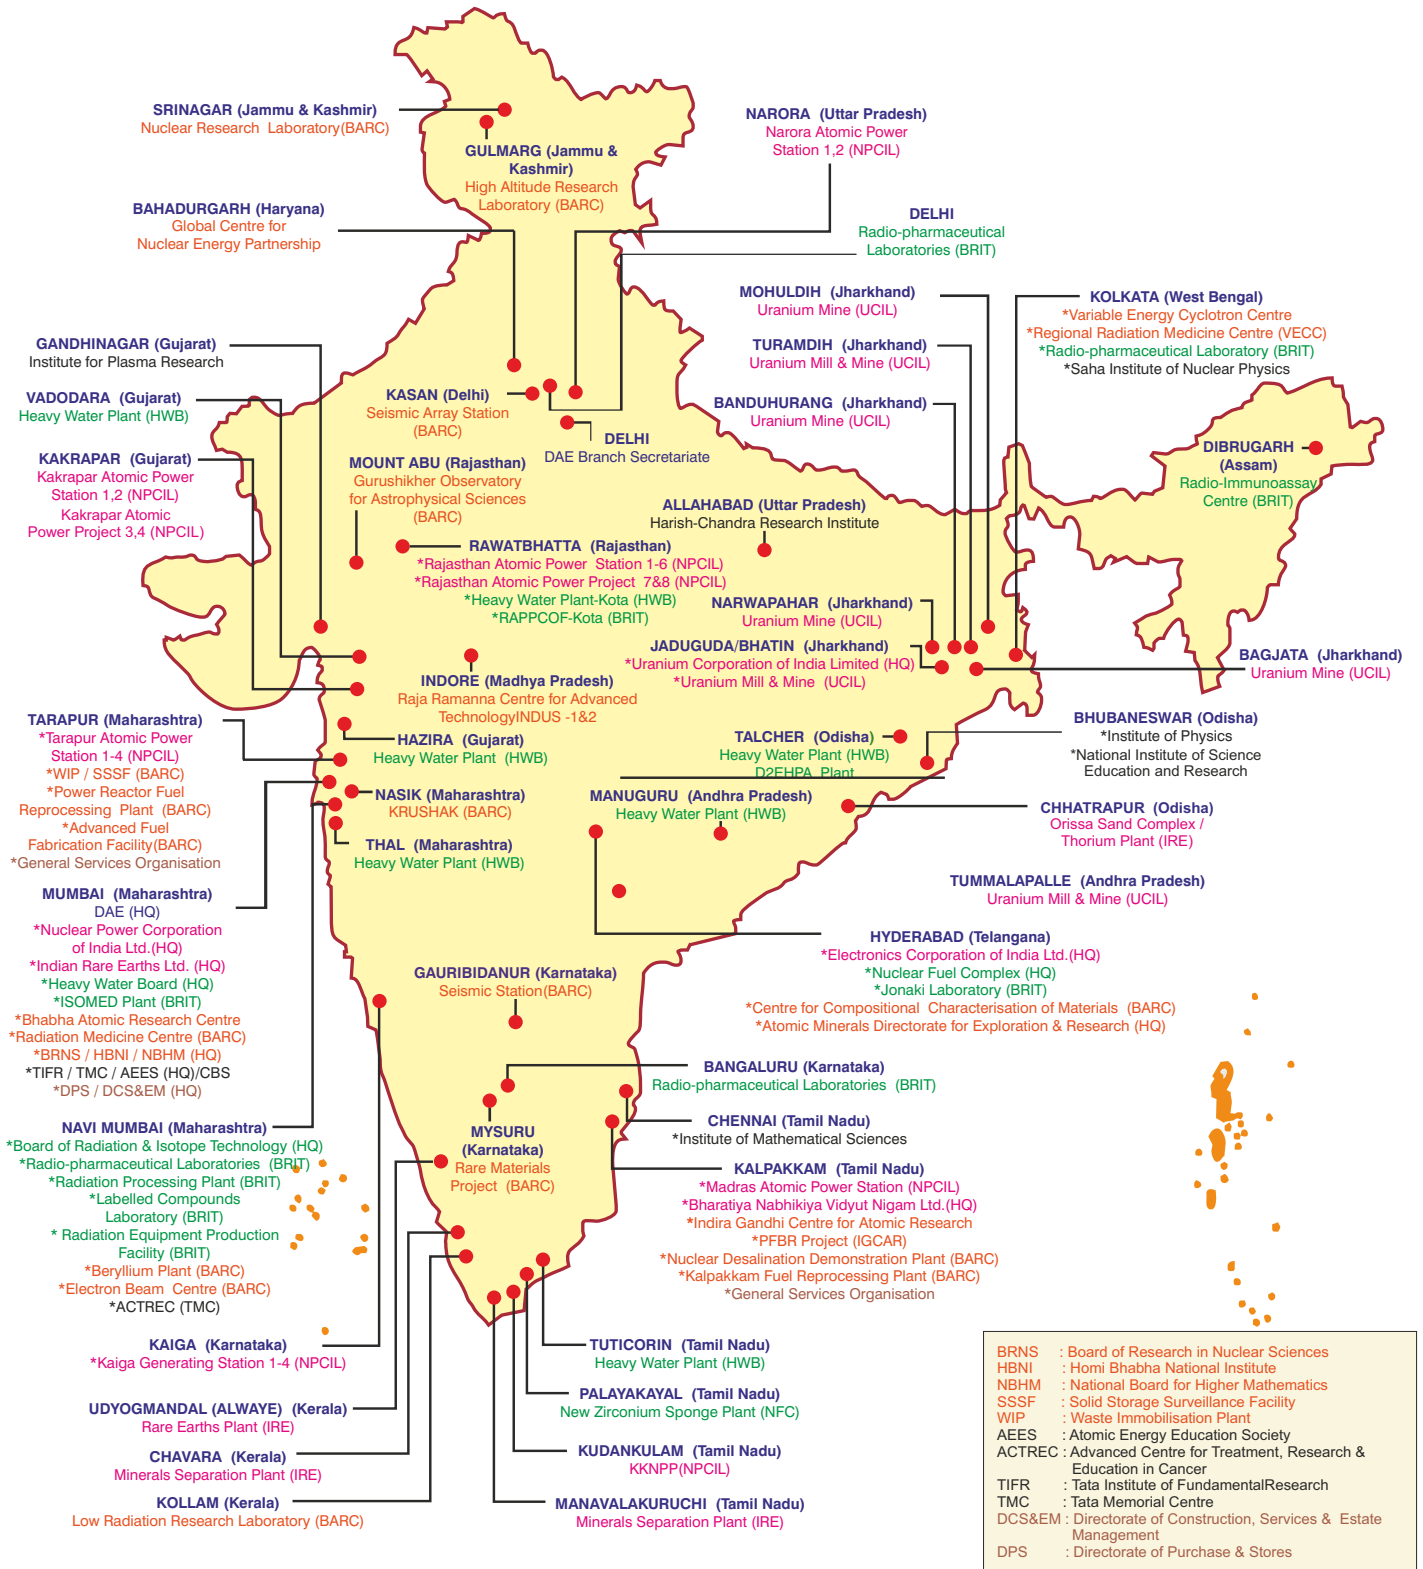 SRINAGAR (Jammu & Kashmir)
Nuclear Research Laboratory(BARC)
GULMARG (Jammu &
Kashmir)
High Altitude Research
Laboratory (BARC)
NARORA (Uttar Pradesh)
Narora Atomic Power
Station 1,2 (NPCIL)
BAHADURGARH (Haryana)
Global Centre for
Nuclear Energy Partnership
DELHI
Radio-pharmaceutical
Laboratories (BRIT)
MOHULDIH (Jharkhand)
Uranium Mine (UCIL)
KOLKATA (West Bengal)
*Variable Energy Cyclotron Centre
*Regional Radiation Medicine Centre (VECC)
*Radio-pharmaceutical Laboratory (BRIT)
*Saha Institute of Nuclear Physics
TURAMDIH (Jharkhand)
Uranium Mill & Mine (UCIL)
BANDUHURANG (Jharkhand)
Uranium Mine (UCIL)
GANDHINAGAR (Gujarat)
Institute for Plasma Research
VADODARA (Gujarat)
Heavy Water Plant (HWB)
KAKRAPAR (Gujarat)
Kakrapar Atomic Power
Station 1,2 (NPCIL)
Kakrapar Atomic
Power Project 3,4 (NPCIL)
KASAN (Delhi)
Seismic Array Station
(BARC)
DELHI
DAE Branch Secretariate
MOUNT ABU (Rajasthan)
Gurushikher Observatory
for Astrophysical Sciences
(BARC)
DIBRUGARH
(Assam)
Radio-Immunoassay
Centre (BRIT)
ALLAHABAD (Uttar Pradesh)
Harish-Chandra Research Institute
RAWATBHATTA (Rajasthan)
*Rajasthan Atomic Power Station 1-6 (NPCIL)
*Rajasthan Atomic Power Project 7&8 (NPCIL)
*Heavy Water Plant-Kota (HWB)
*RAPPCOF-Kota (BRIT)
NARWAPAHAR (Jharkhand)
Uranium Mine (UCIL)
JADUGUDA/BHATIN (Jharkhand)
*Uranium Corporation of India Limited (HQ)
*Uranium Mill & Mine (UCIL)
BAGJATA (Jharkhand)
Uranium Mine (UCIL)
INDORE (Madhya Pradesh)
Raja Ramanna Centre for Advanced
TechnologyINDUS -1&2
TARAPUR (Maharashtra)
*Tarapur Atomic Power
Station 1-4 (NPCIL)
*WIP / SSSF (BARC)
*Power Reactor Fuel
Reprocessing Plant (BARC)
*Advanced Fuel
Fabrication Facility(BARC)
*General Services Organisation
HAZIRA (Gujarat)
Heavy Water Plant (HWB)
TALCHER (Odisha)
Heavy Water Plant (HWB)
D2EHPA Plant
BHUBANESWAR (Odisha)
*Institute of Physics
*National Institute of Science
Education and Research
NASIK (Maharashtra)
KRUSHAK (BARC)
MANUGURU (Andhra Pradesh)
Heavy Water Plant (HWB)
CHHATRAPUR (Odisha)
Orissa Sand Complex /
Thorium Plant (IRE)
THAL (Maharashtra)
Heavy Water Plant (HWB)
TUMMALAPALLE (Andhra Pradesh)
Uranium Mill & Mine (UCIL)
MUMBAI (Maharashtra)
DAE (HQ)
*Nuclear Power Corporation
of India Ltd.(HQ)
*Indian Rare Earths Ltd. (HQ)
*Heavy Water Board (HQ)
*ISOMED Plant (BRIT)
*Bhabha Atomic Research Centre
*Radiation Medicine Centre (BARC)
*BRNS / HBNI / NBHM (HQ)
*TIFR / TMC / AEES (HQ)/CBS
*DPS / DCS&EM (HQ)
HYDERABAD (Telangana)
*Electronics Corporation of India Ltd.(HQ)
*Nuclear Fuel Complex (HQ)
*Jonaki Laboratory (BRIT)
*Centre for Compositional Characterisation of Materials (BARC)
*Atomic Minerals Directorate for Exploration & Research (HQ)
GAURIBIDANUR (Karnataka)
Seismic Station(BARC)
BANGALURU (Karnataka)
Radio-pharmaceutical Laboratories (BRIT)
CHENNAI (Tamil Nadu)
*Institute of Mathematical Sciences
MYSURU
(Karnataka)
Rare Materials
Project (BARC)
NAVI MUMBAI (Maharashtra)
*Board of Radiation & Isotope Technology (HQ)
*Radio-pharmaceutical Laboratories (BRIT)
*Radiation Processing Plant (BRIT)
*Labelled Compounds
Laboratory (BRIT)
* Radiation Equipment Production
Facility (BRIT)
*Beryllium Plant (BARC)
*Electron Beam Centre (BARC)
*ACTREC (TMC)
KALPAKKAM (Tamil Nadu)
*Madras Atomic Power Station (NPCIL)
*Bharatiya Nabhikiya Vidyut Nigam Ltd.(HQ)
*Indira Gandhi Centre for Atomic Research
*PFBR Project (IGCAR)
*Nuclear Desalination Demonstration Plant (BARC)
*Kalpakkam Fuel Reprocessing Plant (BARC)
*General Services Organisation
KAIGA (Karnataka)
*Kaiga Generating Station 1-4 (NPCIL)
TUTICORIN (Tamil Nadu)
Heavy Water Plant (HWB)
UDYOGMANDAL (ALWAYE) (Kerala)
Rare Earths Plant (IRE)
PALAYAKAYAL (Tamil Nadu)
New Zirconium Sponge Plant (NFC)
CHAVARA (Kerala)
Minerals Separation Plant (IRE)
KUDANKULAM (Tamil Nadu)
KKNPP(NPCIL)
KOLLAM (Kerala)
Low Radiation Research Laboratory (BARC)
MANAVALAKURUCHI (Tamil Nadu)
Minerals Separation Plant (IRE)
BRNS : Board of Research in Nuclear Sciences
HBNI : Homi Bhabha National Institute
NBHM : National Board for Higher Mathematics
SSSF : Solid Storage Surveillance Facility
WIP : Waste Immobilisation Plant
AEES : Atomic Energy Education Society
ACTREC : Advanced Centre for Treatment, Research &
Education in Cancer
TIFR : Tata Institute of FundamentalResearch
TMC : Tata Memorial Centre
DCS&EM : Directorate of Construction, Services & Estate
Management
DPS : Directorate of Purchase & Stores